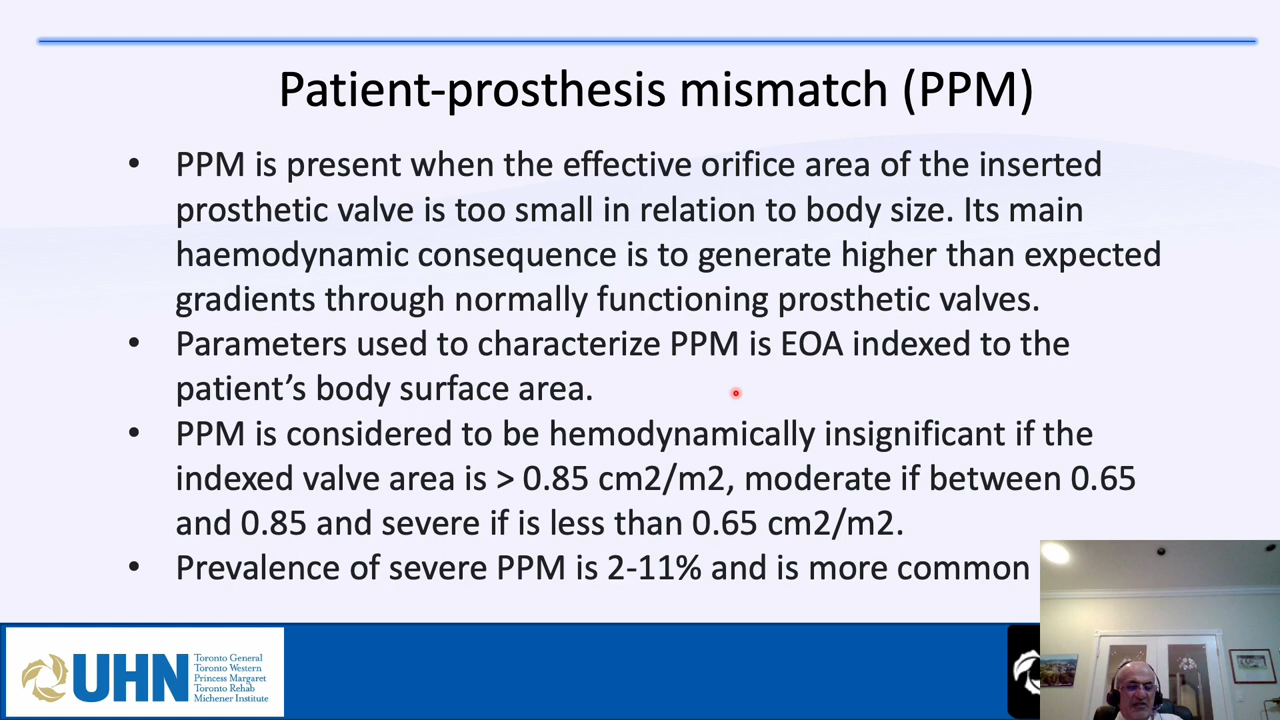 Patient-prosthesis mismatch (PPM)
• PPM is present when the effective orifice area of the inserted
prosthetic valve is too small in relation to body size. Its main
haemodynamic consequence is to generate higher than expected
gradients through normally functioning prosthetic valves.
• Parameters used to characterize PPM is EOA indexed to the
patient’s body surface area.
• PPM is considered to be hemodynamically insignificant if the
indexed valve area is > 0.85 cm2/m2, moderate if between 0.65
and 0.85 and severe if is less than 0.65 cm2/m2.
• Prevalence of severe PPM is 2-11% and is more common
UHN
Toronto General
Toronto Western
Princess Margaret
Toronto Rehab
Michener Institute